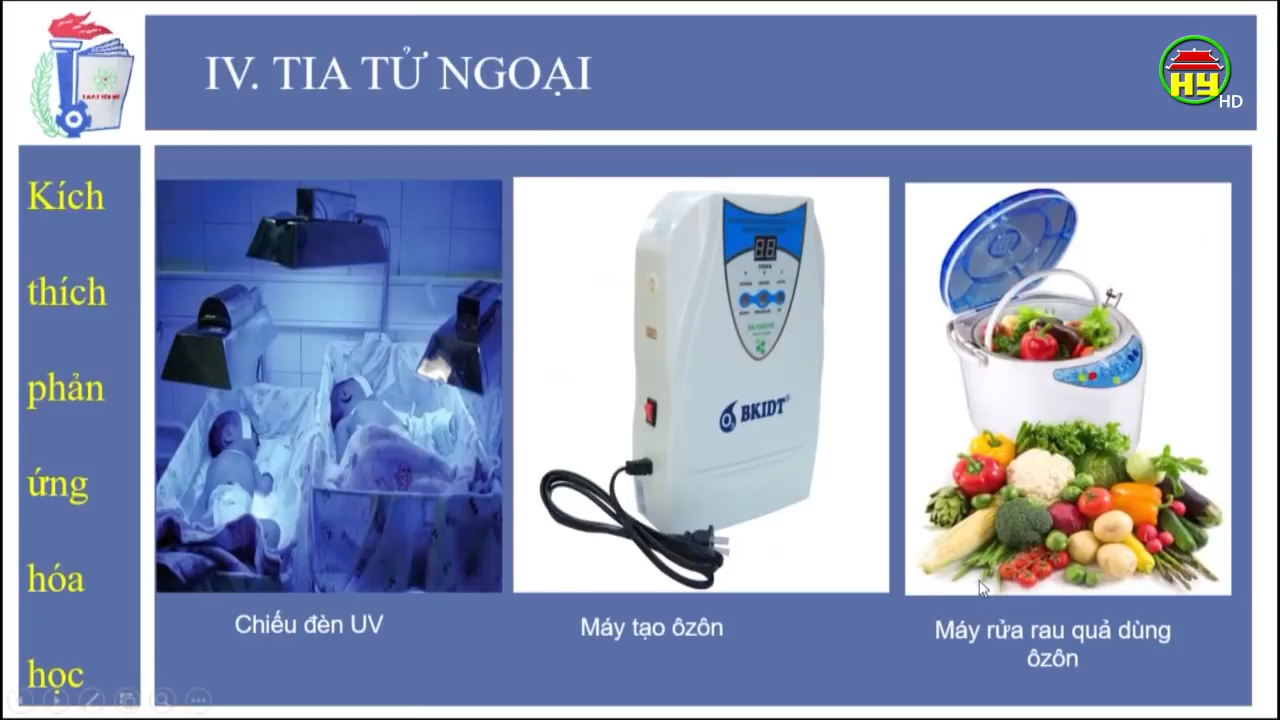 IV. TIA TỬ NGOẠI
HY
HD
Kích
thích
phản
ứng
hóa
học
BKIDT
Chiếu đèn UV
Máy tạo ôzôn
Máy rửa rau quả dùng
ôzôn